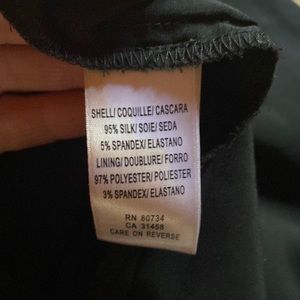 SHELL/ COQUILLE/ CASCARA
95% SILK/ SOIE/ SEDA
5% SPANDEX/ ELASTANO
LINING/ DOUBLURE/ FORRO
97% POLYESTER/ POLIESTER
3% SPANDEX/ ELASTANO
RN 80734
CA 31458
CARE ON REVERSE